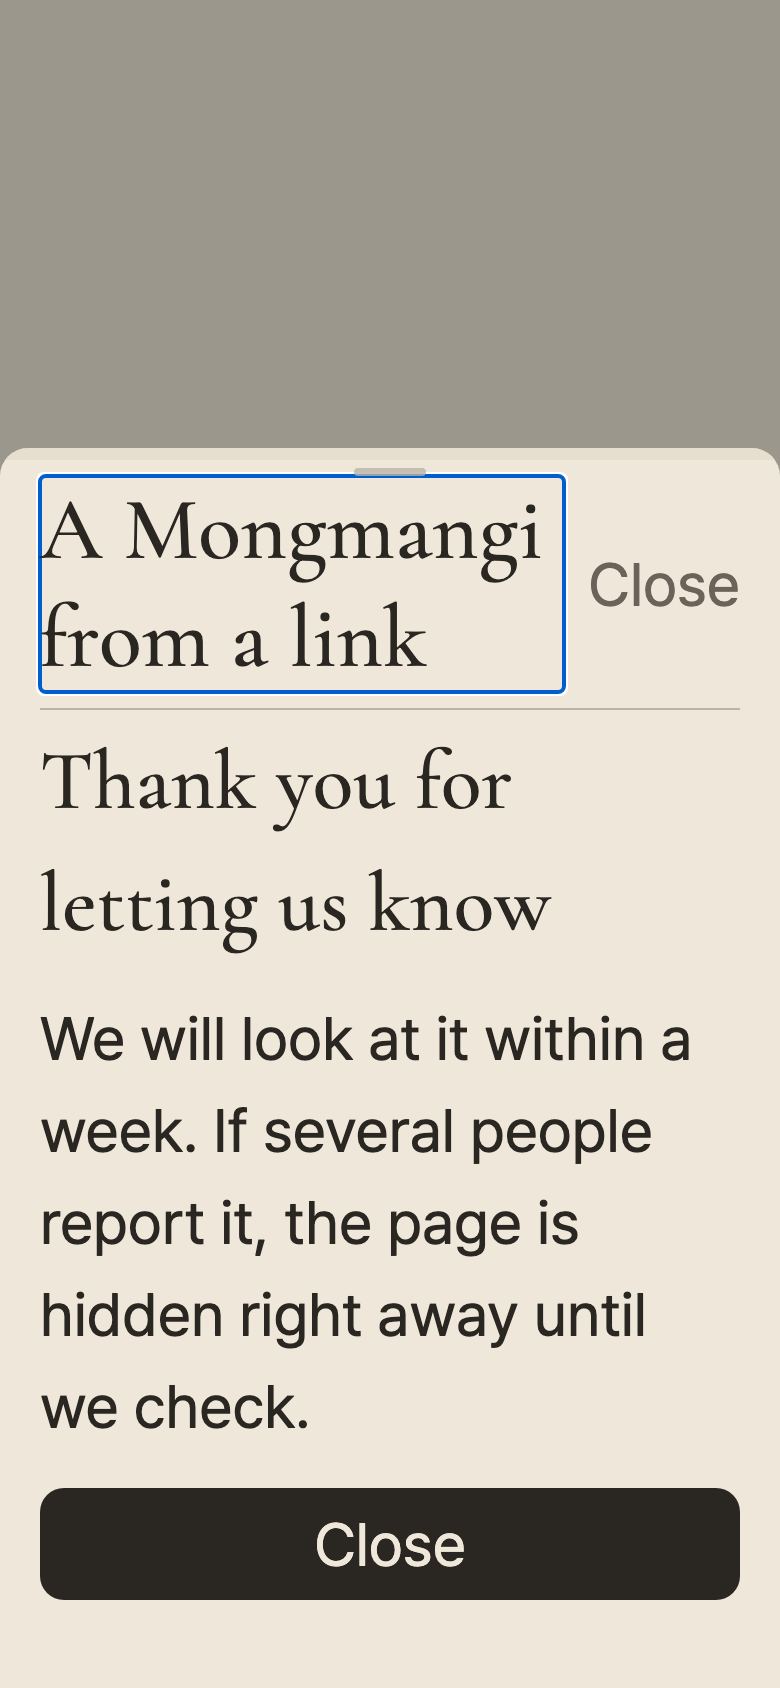 A Mongmangi
from a link
Close
Thank you for
letting us know
We will look at it within a
week. If several people
report it, the page is
hidden right away until
we check.
Close